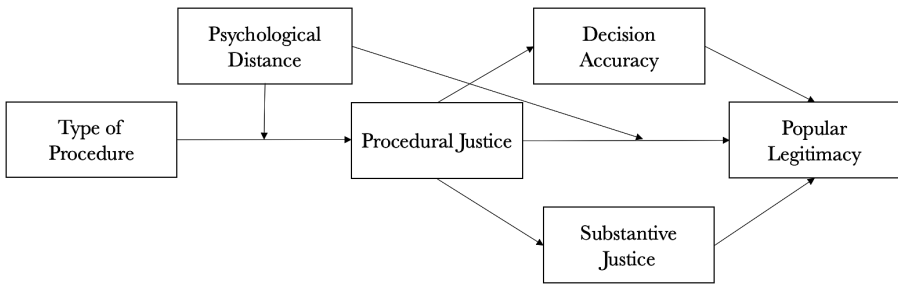 Psychological
Distance
Decision
Accuracy
Type of
Procedure
Procedural Justice
Popular
Legitimacy
Substantive
Justice